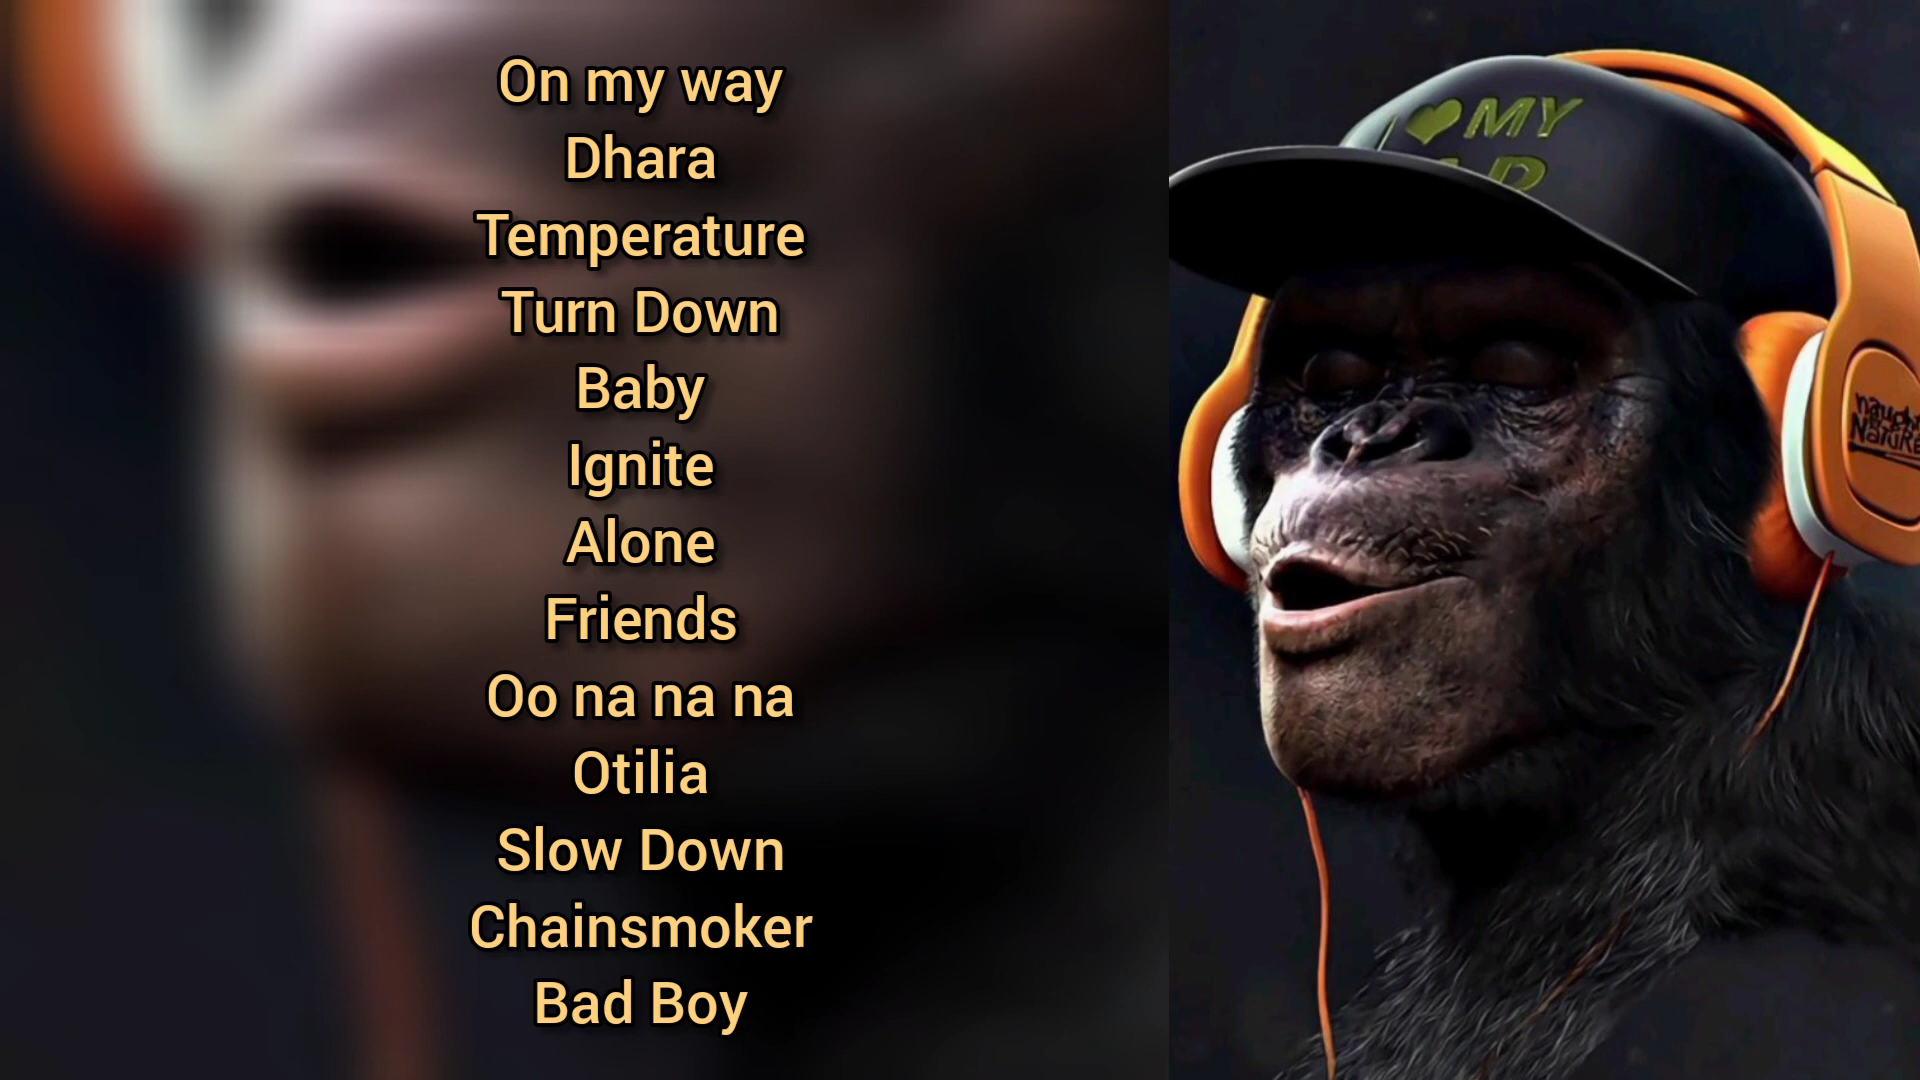 On my way
Dhara
Temperature
Turn Down
Baby
Ignite
Alone
Friends
Oo na na na
Otilia
Slow Down
Chainsmoker
Bad Boy
I ♥ MY